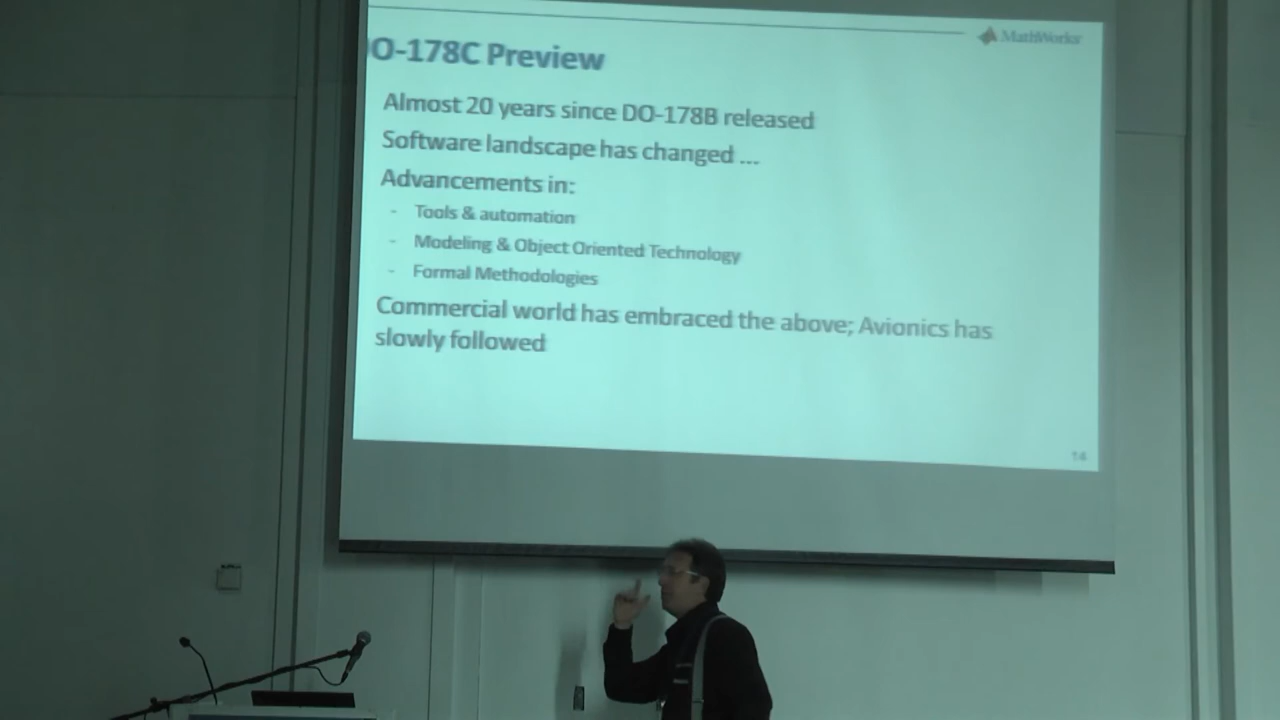 MathWorks
O-178C Preview
Almost 20 years since DO-178B released
Software landscape has changed ...
Advancements in:
- Tools & automation
- Modeling & Object Oriented Technology
- Formal Methodologies
Commercial world has embraced the above; Avionics has
slowly followed
14